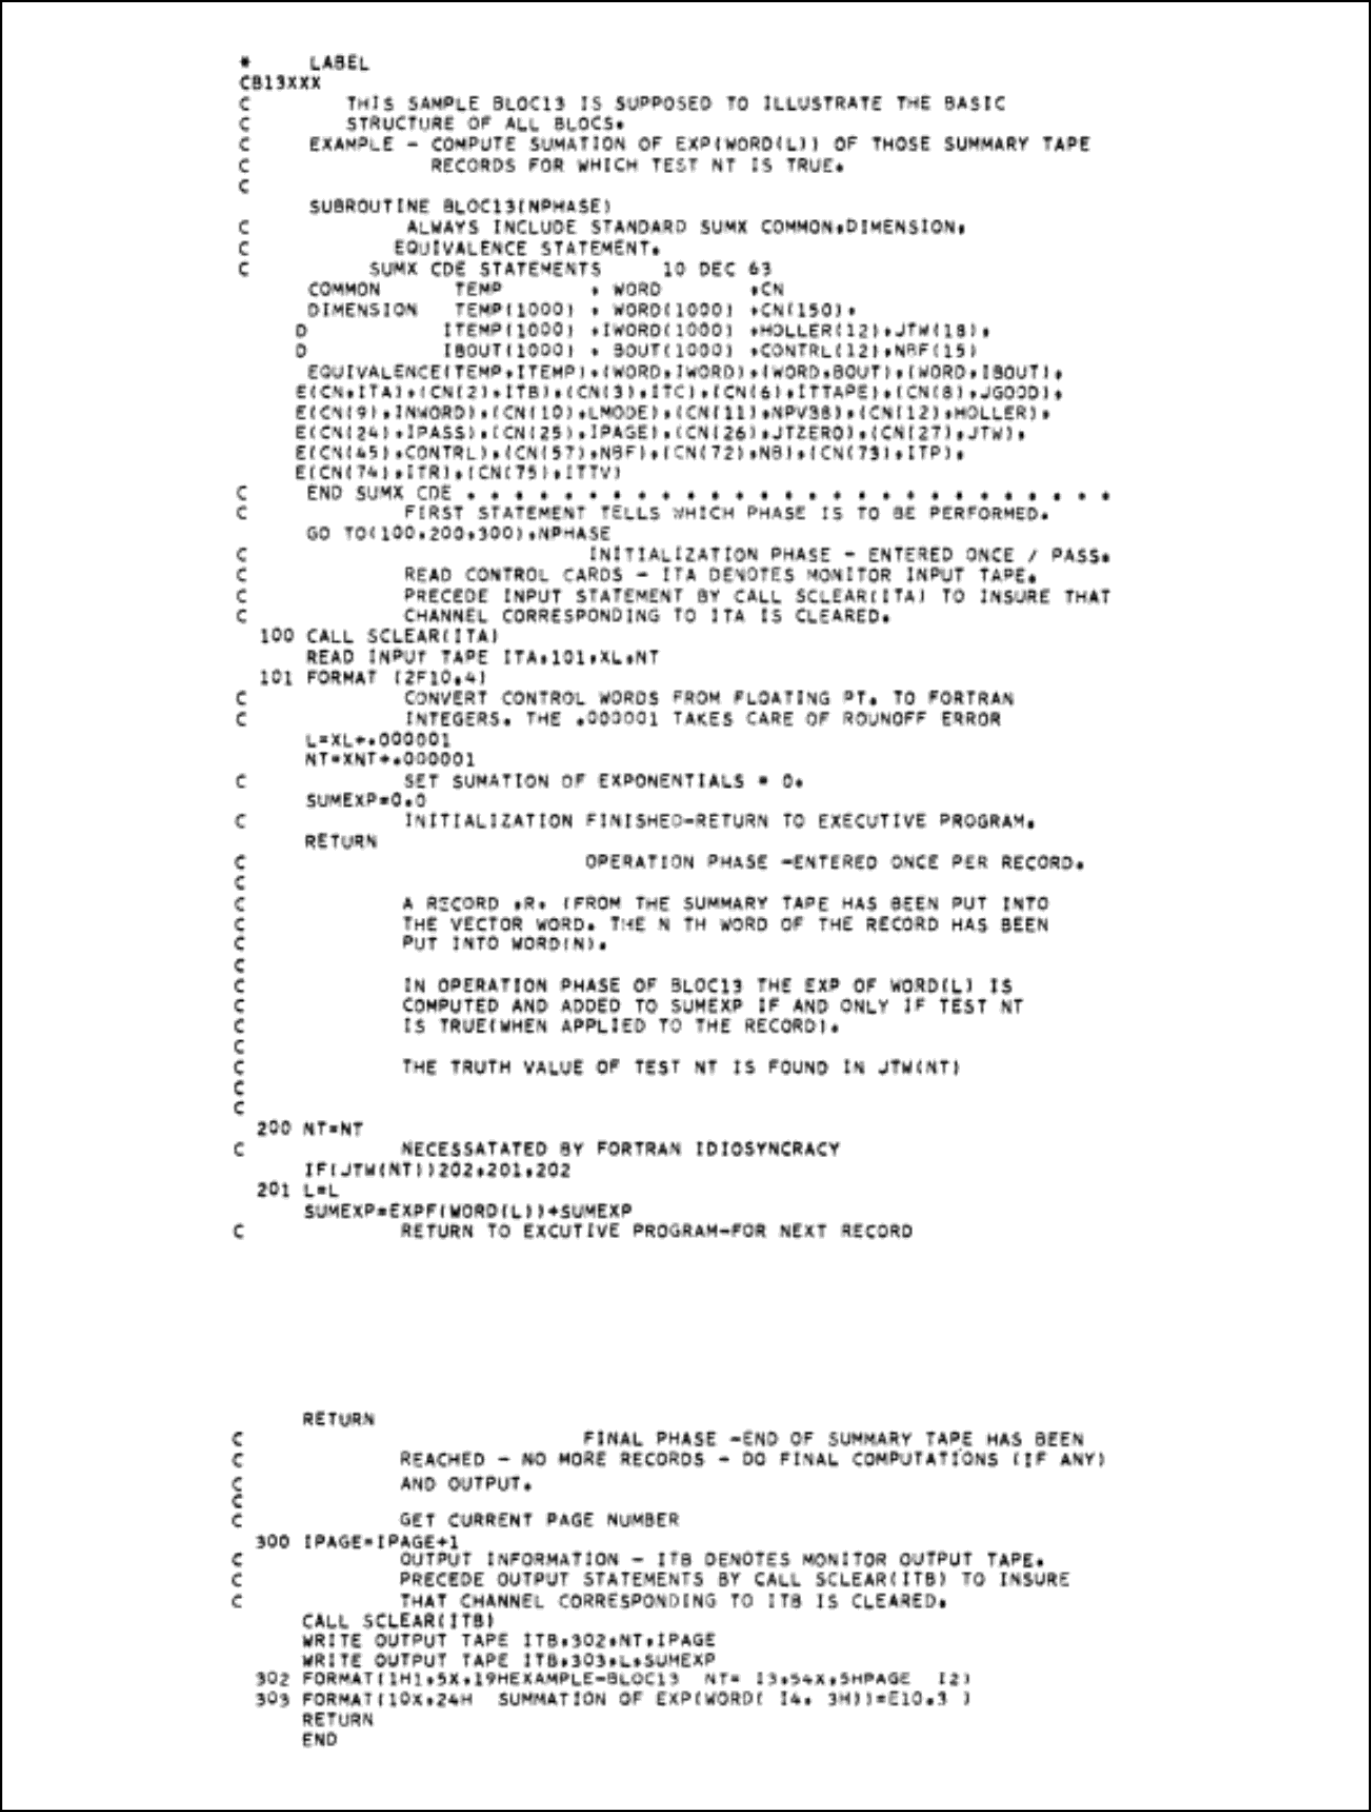 *     LABEL
CB13XXX
C        THIS SAMPLE BLOC13 IS SUPPOSED TO ILLUSTRATE THE BASIC
C        STRUCTURE OF ALL BLOCS.
C     EXAMPLE - COMPUTE SUMATION OF EXP(WORD(L)) OF THOSE SUMMARY TAPE
C               RECORDS FOR WHICH TEST NT IS TRUE.
C
      SUBROUTINE BLOC13(NPHASE)
C             ALWAYS INCLUDE STANDARD SUMX COMMON,DIMENSION,
C            EQUIVALENCE STATEMENT.
C          SUMX CDE STATEMENTS     10 DEC 63
      COMMON      TEMP       , WORD       ,CN
      DIMENSION   TEMP(1000) , WORD(1000) ,CN(150),
     D           ITEMP(1000) ,IWORD(1000) ,HOLLER(12),JTW(18),
     D           IBOUT(1000) , BOUT(1000) ,CONTRL(12),NBF(15)
      EQUIVALENCE(TEMP,ITEMP),(WORD,IWORD),(WORD,BOUT),(WORD,IBOUT),
     E(CN,ITA),(CN(2),ITB),(CN(3),ITC),(CN(6),ITTAPE),(CN(8),JGOOD),
     E(CN(9),INWORD),(CN(10),LMODE),(CN(11),NPV38),(CN(12),HOLLER),
     E(CN(24),IPASS),(CN(25),IPAGE),(CN(26),JTZERO),(CN(27),JTW),
     E(CN(45),CONTRL),(CN(57),NBF),(CN(72),NB),(CN(73),ITP),
     E(CN(74),ITR),(CN(75),ITTV)
C     END SUMX CDE . . . . . . . . . . . . . . . . . . . . . . . . . . .
C             FIRST STATEMENT TELLS WHICH PHASE IS TO BE PERFORMED.
      GO TO(100,200,300),NPHASE
C                            INITIALIZATION PHASE - ENTERED ONCE / PASS.
C             READ CONTROL CARDS - ITA DENOTES MONITOR INPUT TAPE.
C             PRECEDE INPUT STATEMENT BY CALL SCLEAR(ITA) TO INSURE THAT
C             CHANNEL CORRESPONDING TO ITA IS CLEARED.
  100 CALL SCLEAR(ITA)
      READ INPUT TAPE ITA,101,XL,NT
  101 FORMAT (2F10.4)
C             CONVERT CONTROL WORDS FROM FLOATING PT. TO FORTRAN
C             INTEGERS. THE .000001 TAKES CARE OF ROUNOFF ERROR
      L=XL+.000001
      NT=XNT+.000001
C             SET SUMATION OF EXPONENTIALS = 0.
      SUMEXP=0.0
C             INITIALIZATION FINISHED-RETURN TO EXECUTIVE PROGRAM.
      RETURN
C                            OPERATION PHASE -ENTERED ONCE PER RECORD.
C
C             A RECORD ,R, (FROM THE SUMMARY TAPE HAS BEEN PUT INTO
C             THE VECTOR WORD. THE N TH WORD OF THE RECORD HAS BEEN
C             PUT INTO WORD(N).
C
C             IN OPERATION PHASE OF BLOC13 THE EXP OF WORD(L) IS
C             COMPUTED AND ADDED TO SUMEXP IF AND ONLY IF TEST NT
C             IS TRUE(WHEN APPLIED TO THE RECORD).
C
C             THE TRUTH VALUE OF TEST NT IS FOUND IN JTW(NT)
C
C
  200 NT=NT
C             NECESSATATED BY FORTRAN IDIOSYNCRACY
      IF(JTW(NT))202,201,202
  201 L=L
      SUMEXP=EXPF(WORD(L))+SUMEXP
C             RETURN TO EXCUTIVE PROGRAM-FOR NEXT RECORD
      RETURN
C                            FINAL PHASE -END OF SUMMARY TAPE HAS BEEN
C             REACHED - NO MORE RECORDS - DO FINAL COMPUTATIONS (IF ANY)
C             AND OUTPUT.
C
C             GET CURRENT PAGE NUMBER
  300 IPAGE=IPAGE+1
C             OUTPUT INFORMATION - ITB DENOTES MONITOR OUTPUT TAPE.
C             PRECEDE OUTPUT STATEMENTS BY CALL SCLEAR(ITB) TO INSURE
C             THAT CHANNEL CORRESPONDING TO ITB IS CLEARED.
      CALL SCLEAR(ITB)
      WRITE OUTPUT TAPE ITB,302,NT,IPAGE
      WRITE OUTPUT TAPE ITB,303,L,SUMEXP
  302 FORMAT(1H1,5X,19HEXAMPLE-BLOC13  NT= I3,54X,5HPAGE  I2)
  303 FORMAT(10X,24H  SUMMATION OF EXP(WORD( I4, 3H))=E10.3 )
      RETURN
      END